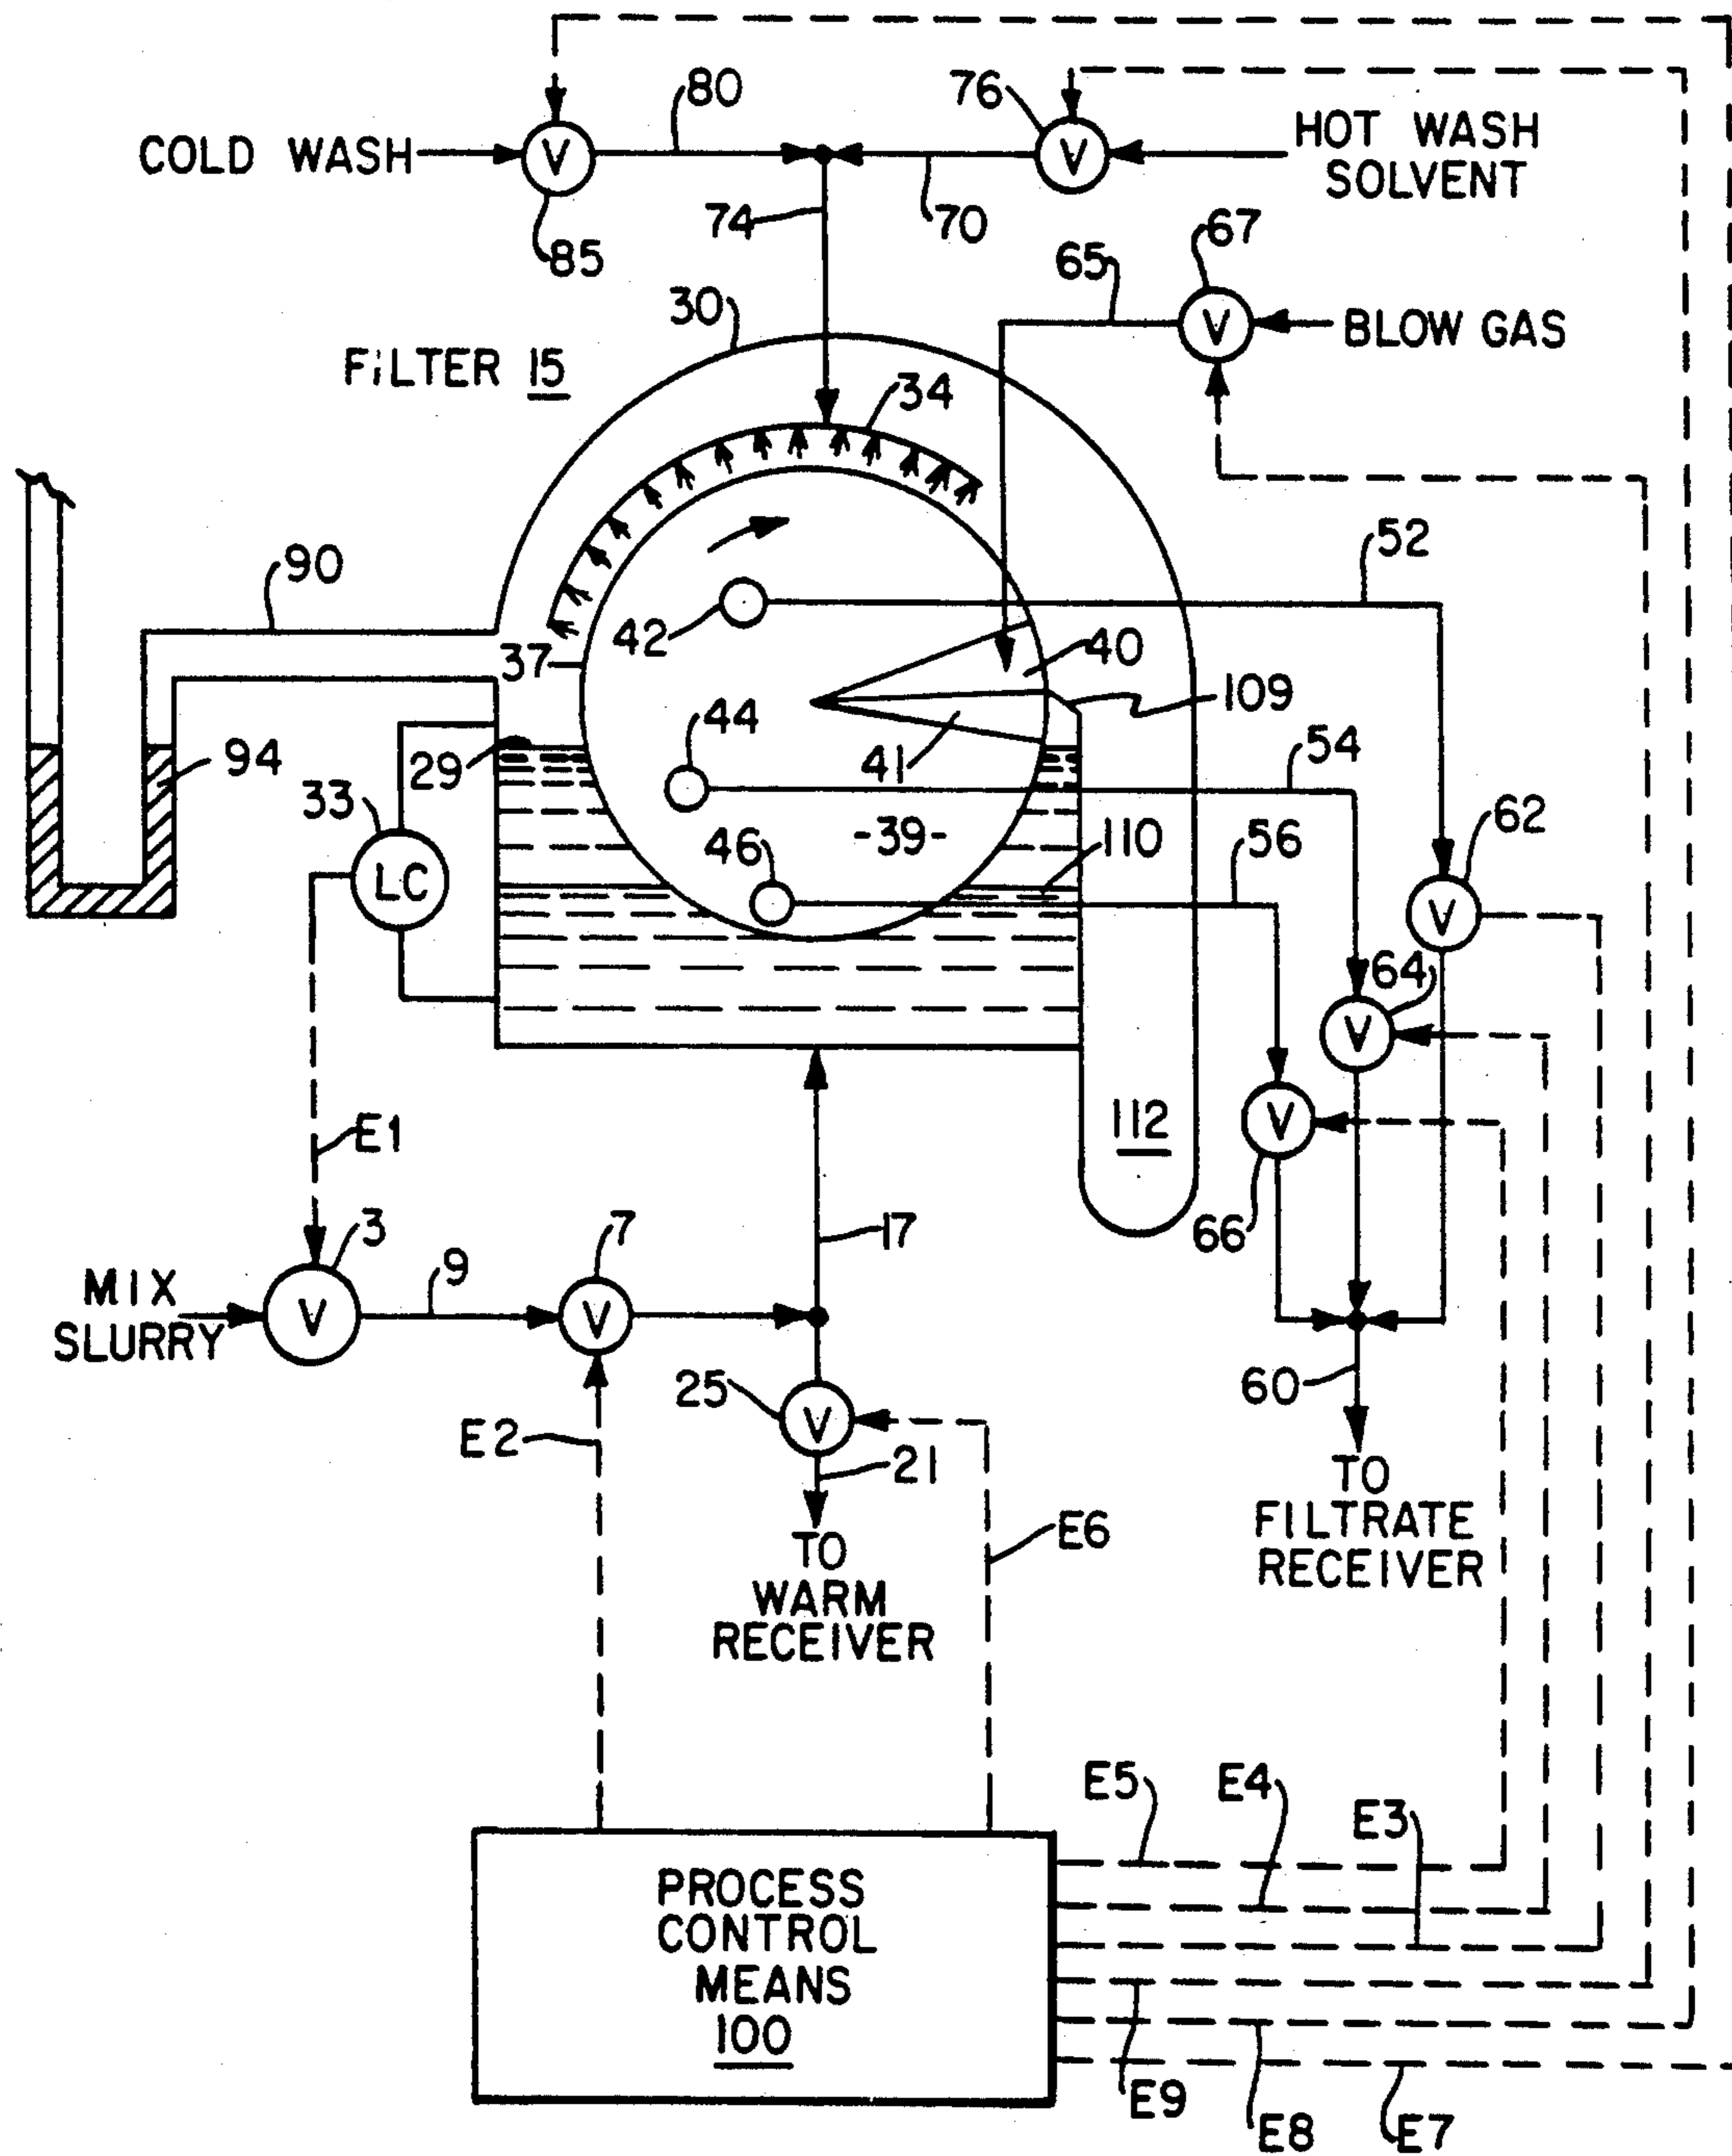 80
76
COLD WASH
V
V
HOT WASH
SOLVENT
74
70
67
85
65
30
V
BLOW GAS
FILTER 15
34
52
90
42
37
40
109
44
29
41
54
94
33
-39-
62
46
110
56
LC
V
64
V
E1
112
V
66
3
7
17
9
MIX
SLURRY
V
V
25
V
60
E2
21
TO
FILTRATE
RECEIVER
TO
WARM
RECEIVER
E6
E5
E4
E3
PROCESS
CONTROL
MEANS
100
E9
E8
E7